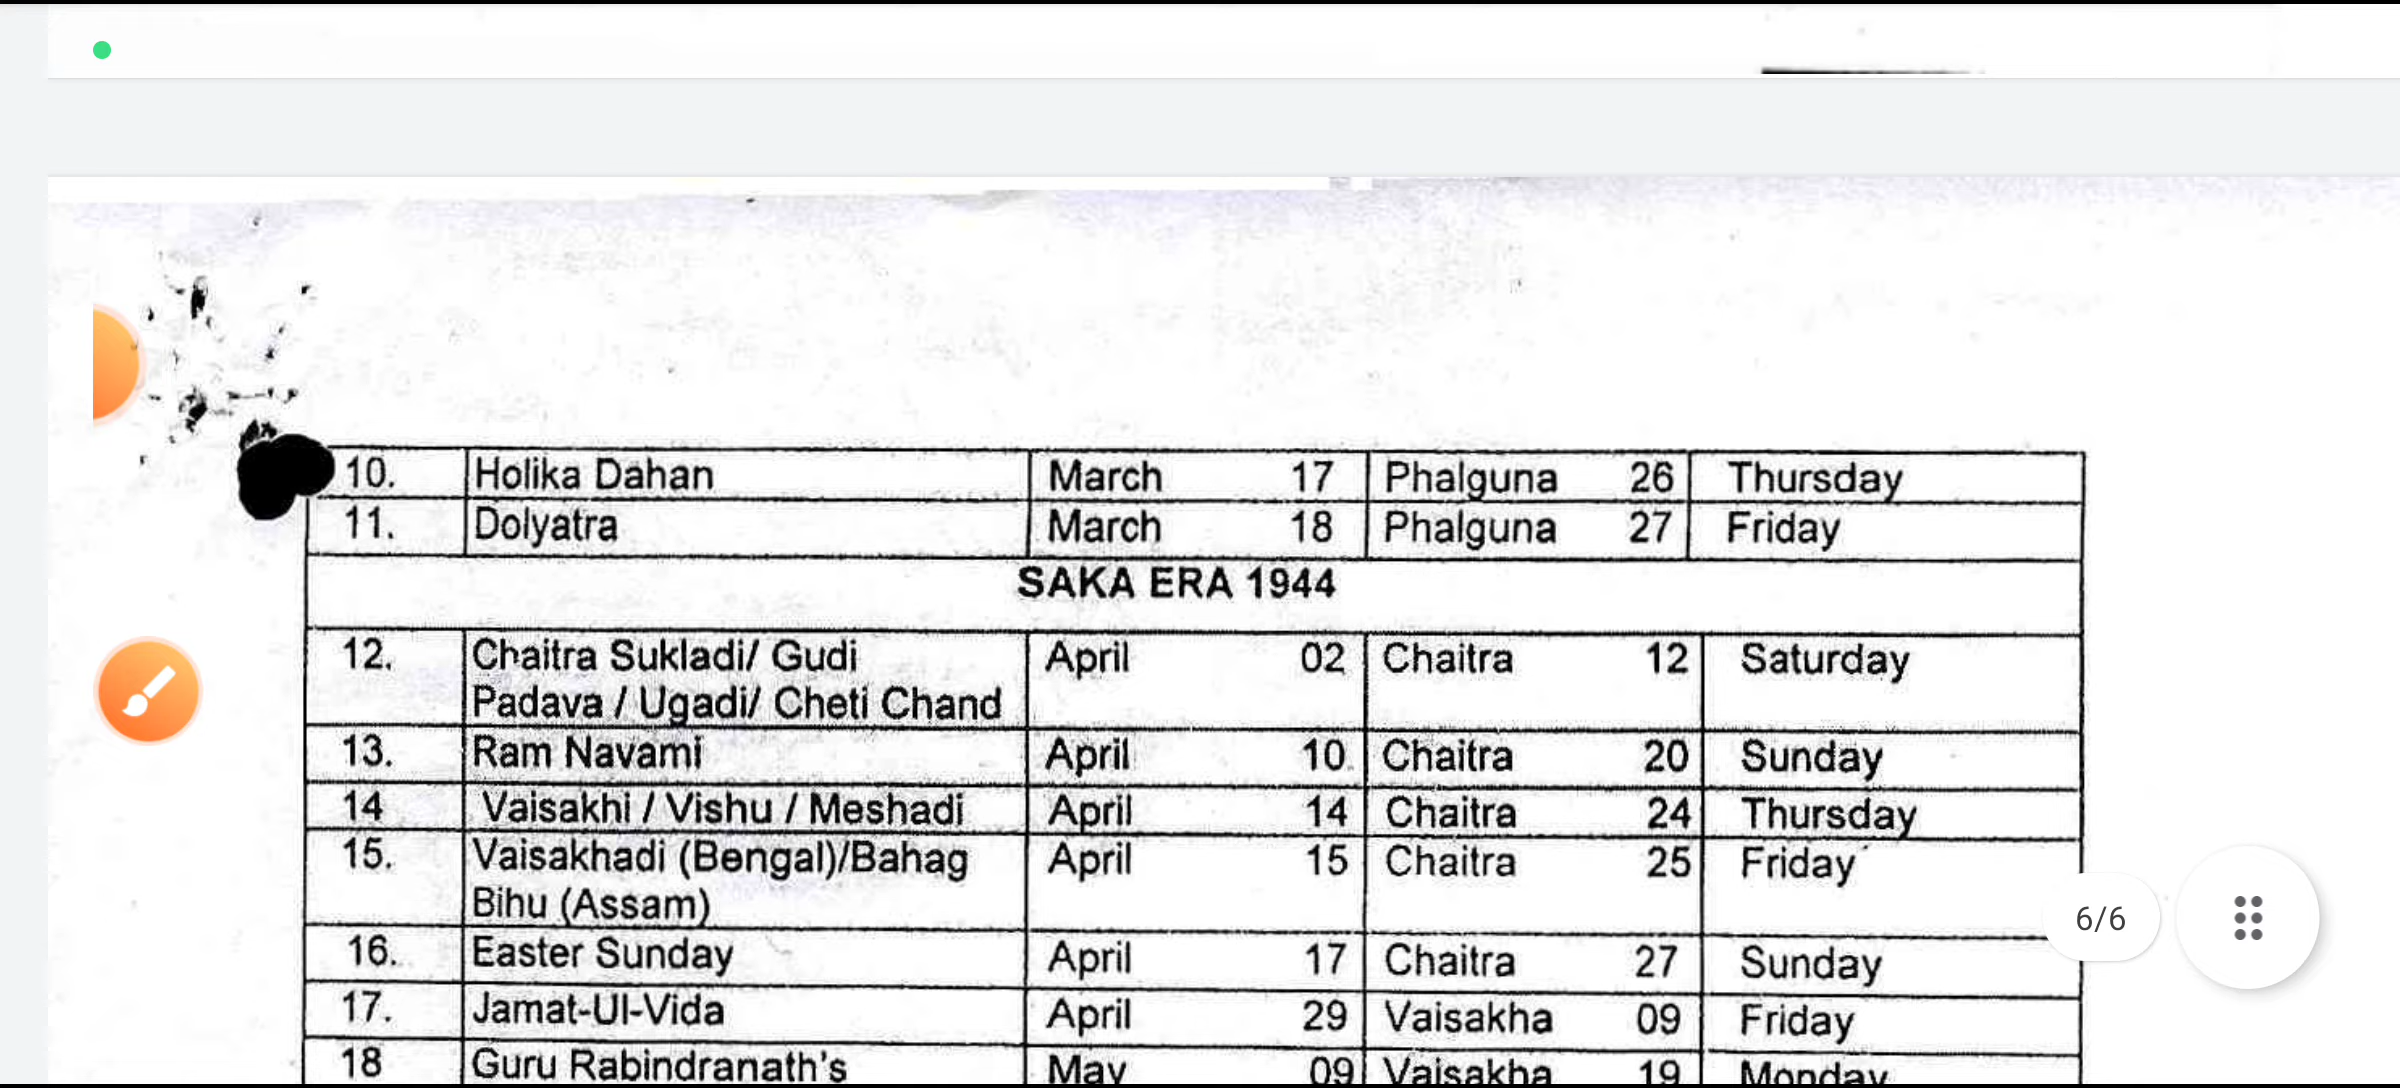 10. Holika Dahan March 17 Phalguna 26 Thursday
11. Dolyatra March 18 Phalguna 27 Friday
SAKA ERA 1944
12. Chaitra Sukladi/ Gudi April 02 Chaitra 12 Saturday
Padava / Ugadi/ Cheti Chand
13. Ram Navami April 10 Chaitra 20 Sunday
14 Vaisakhi / Vishu / Meshadi April 14 Chaitra 24 Thursday
15. Vaisakhadi (Bengal)/Bahag April 15 Chaitra 25 Friday
Bihu (Assam)
6/6
16. Easter Sunday April 17 Chaitra 27 Sunday
17. Jamat-Ul-Vida April 29 Vaisakha 09 Friday
18 Guru Rabindranath's May 09 Vaisakha 19 Monday